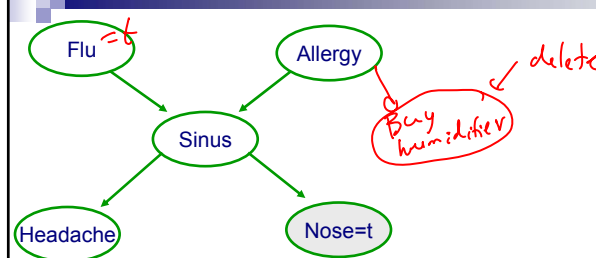 Flu =t
Allergy
delete
Buy
humidifier
Sinus
Headache
Nose=t